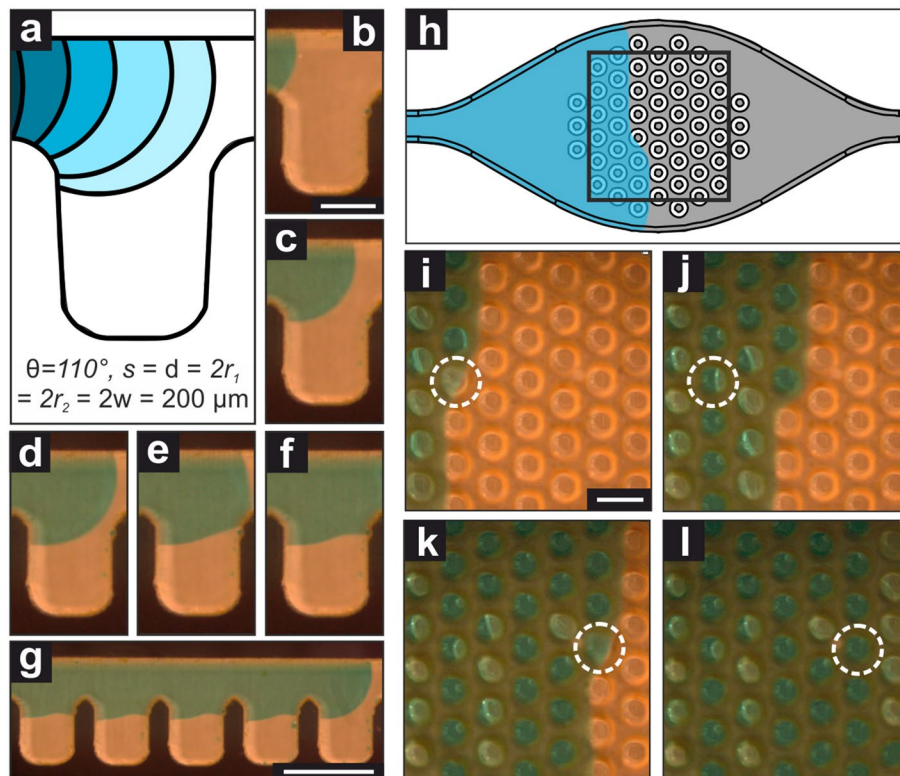 a
b
h
c
i
j
θ=110°, s = d = 2r₁
= 2r₂ = 2w = 200 μm
d
e
f
k
l
g